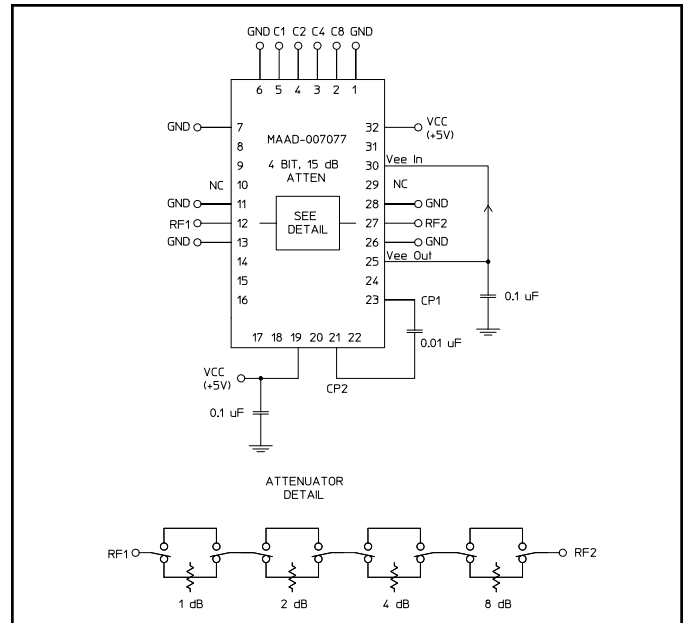 GND C1 C2 C4 C8 GND
6 5 4 3 2 1
GND 7 32 VCC
(+5V)
MAAD-007077
8 31
4 BIT, 15 dB
ATTEN
9 30 Vee In
NC 10 29 NC
GND 11 28 GND
SEE
DETAIL
RF1 12 27 RF2
GND 13 26 GND
14 25 Vee Out
15 24
16 23 CP1
0.1 uF
0.01 uF
17 18 19 20 21 22
VCC
(+5V)
CP2
0.1 uF
ATTENUATOR
DETAIL
RF1 RF2
1 dB 2 dB 4 dB 8 dB